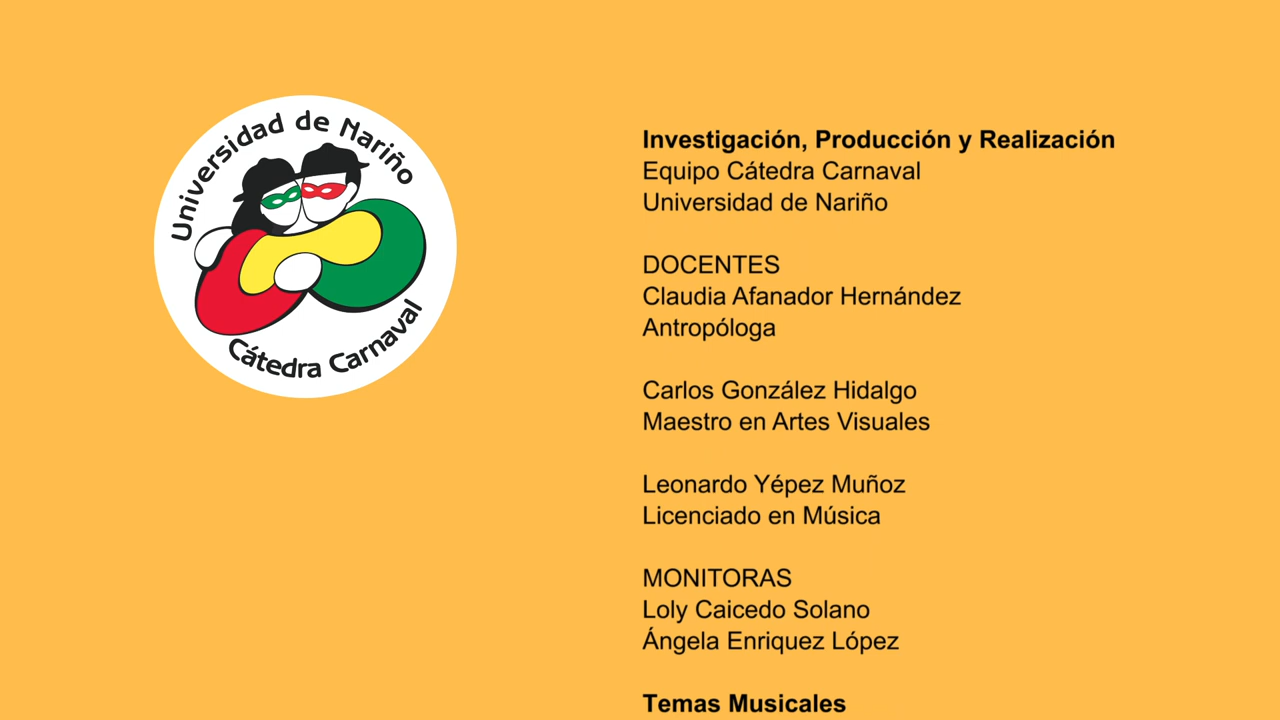 Universidad de Nariño
Cátedra Carnaval
Investigación, Producción y Realización
Equipo Cátedra Carnaval
Universidad de Nariño
DOCENTES
Claudia Afanador Hernández
Antropóloga
Carlos González Hidalgo
Maestro en Artes Visuales
Leonardo Yépez Muñoz
Licenciado en Música
MONITORAS
Loly Caicedo Solano
Ángela Enriquez López
Temas Musicales